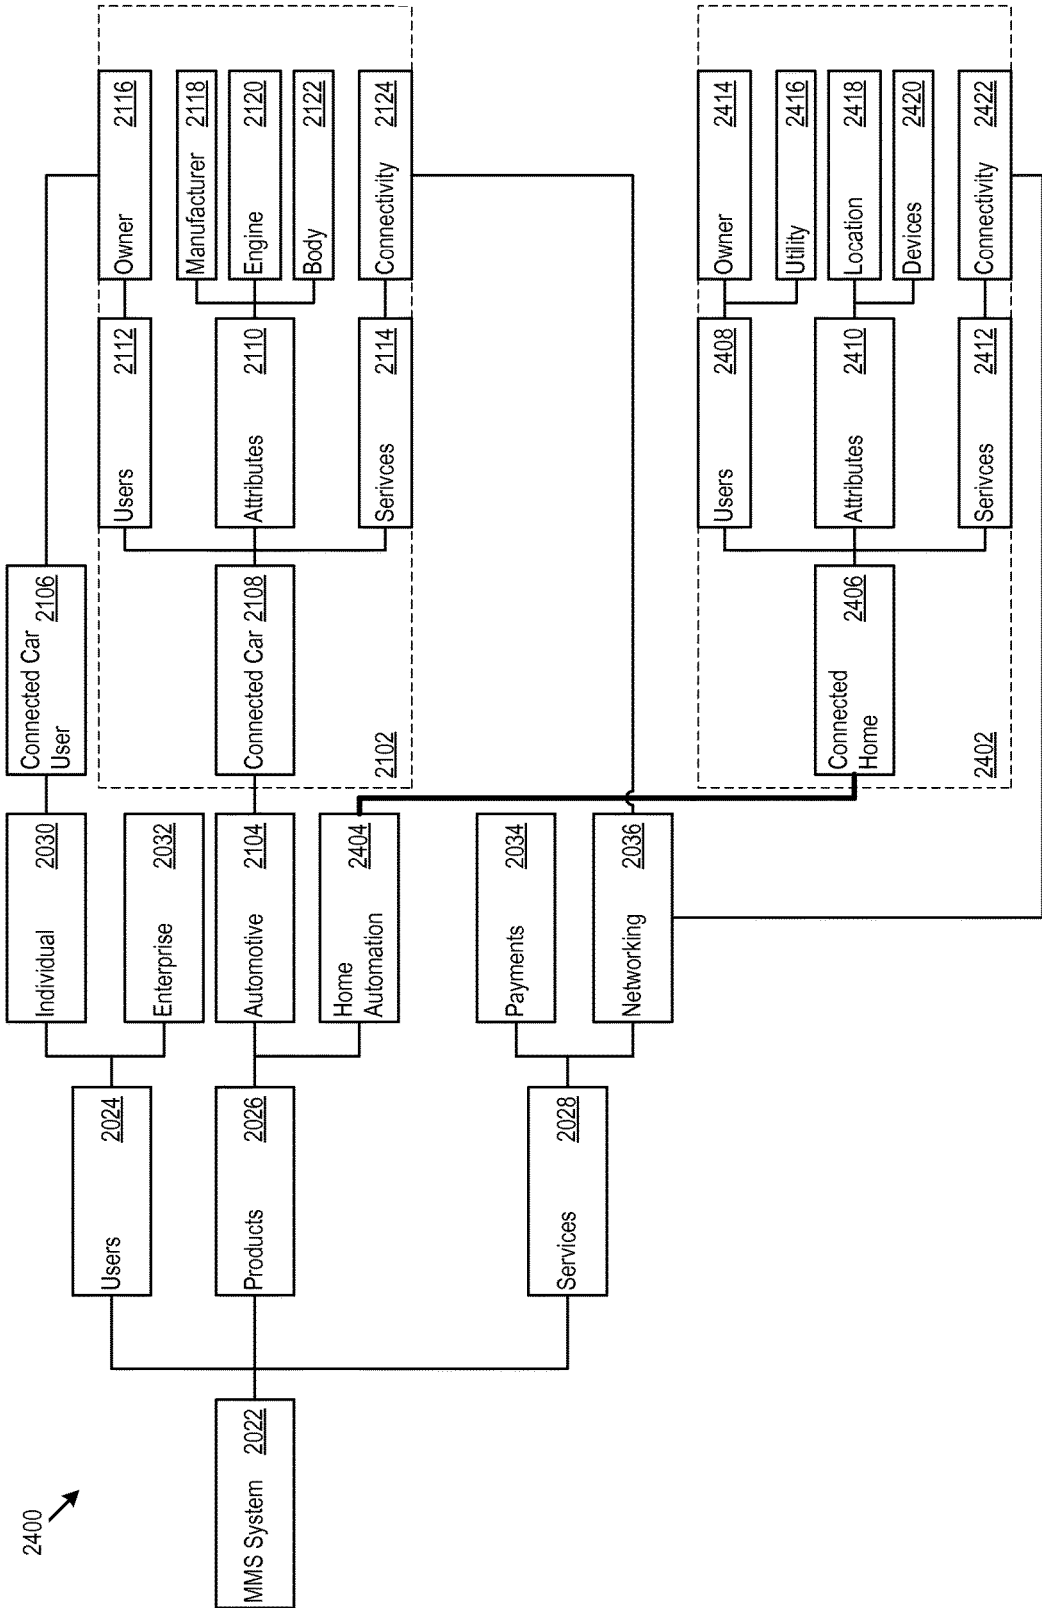 2400
MMS System 2022
Users 2024
Products 2026
Services 2028
Individual 2030
Enterprise 2032
Automotive 2104
Home
Automation 2404
Payments 2034
Networking 2036
Connected Car
User 2106
Connected Car 2108
2102
Users 2112
Attributes 2110
Serivces 2114
Owner 2116
Manufacturer 2118
Engine 2120
Body 2122
Connectivity 2124
Connected
Home 2406
2402
Users 2408
Attributes 2410
Serivces 2412
Owner 2414
Utility 2416
Location 2418
Devices 2420
Connectivity 2422